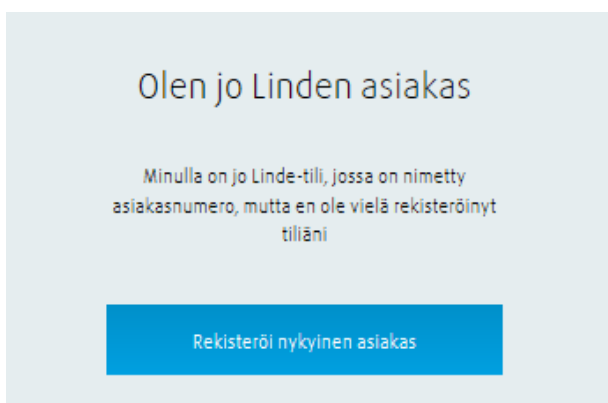 Olen jo Linden asiakas
Minulla on jo Linde-tili, jossa on nimetty
asiakasnumero, mutta en ole vielä rekisteröinyt
tiliäni
Rekisteröi nykyinen asiakas